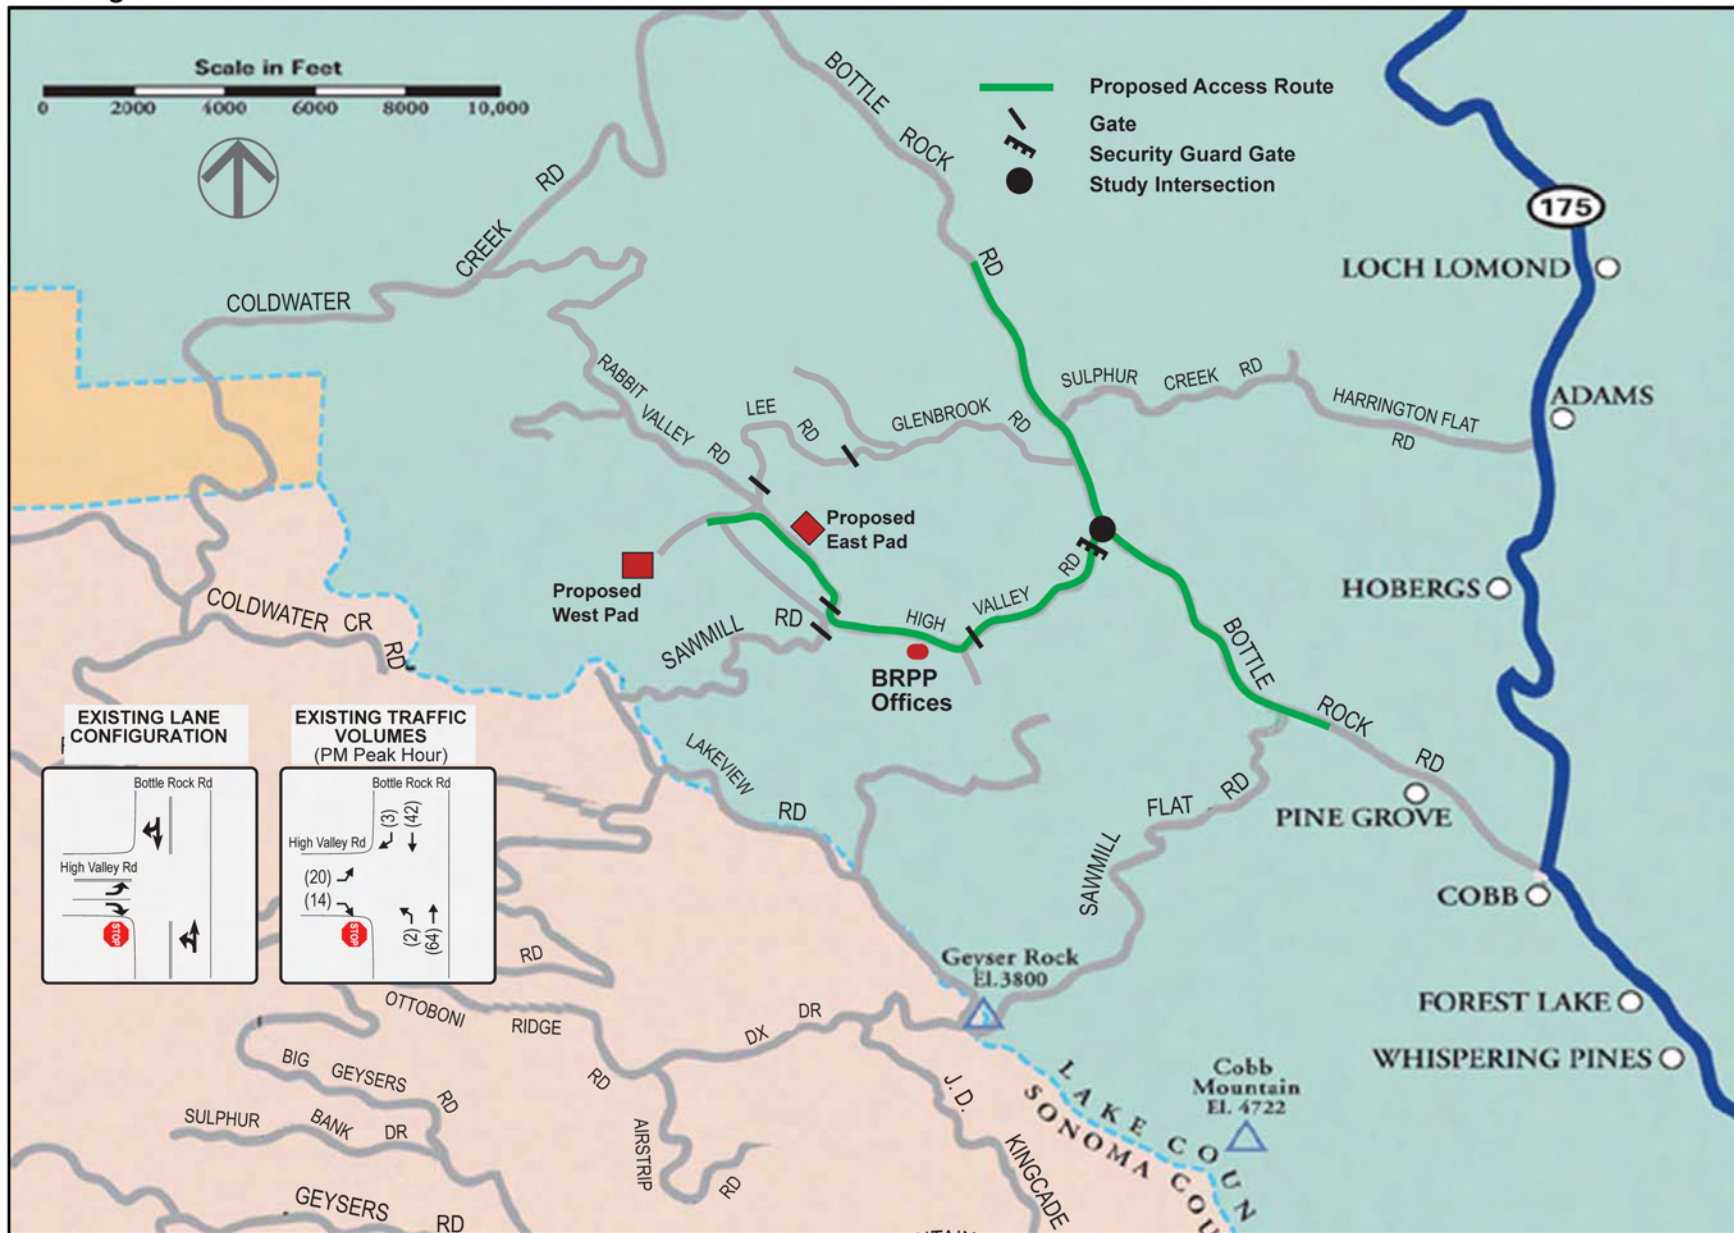 Scale in Feet
0 2000 4000 6000 8000 10,000
Proposed Access Route
Gate
Security Guard Gate
Study Intersection
BOTTLE
ROCK
RD
175
LOCH LOMOND
COLDWATER
CREEK
RD
RABBIT
VALLEY
RD
LEE
RD
GLENBROOK
RD
SULPHUR
CREEK
RD
HARRINGTON FLAT
RD
ADAMS
Proposed
East Pad
Proposed
West Pad
HIGH
VALLEY
RD
HOBERGS
COLDWATER CR
RD
SAWMILL
RD
BRPP
Offices
BOTTLE
ROCK
RD
EXISTING LANE
CONFIGURATION
Bottle Rock Rd
High Valley Rd
STOP
EXISTING TRAFFIC
VOLUMES
(PM Peak Hour)
Bottle Rock Rd
(3)
(42)
High Valley Rd
(20)
(14)
STOP
(2)
(64)
LAKEVIEW
RD
SAWMILL
FLAT
RD
PINE GROVE
COBB
Geyser Rock
El.3800
FOREST LAKE
WHISPERING PINES
Cobb
Mountain
El. 4722
RD
OTTOBONI
RIDGE
RD
DX
DR
BIG
GEYSERS
RD
SULPHUR
BANK
DR
AIRSTRIP
RD
J. D.
KINGCADE
GEYSERS
RD
LAKE COUN
SONOMA COU